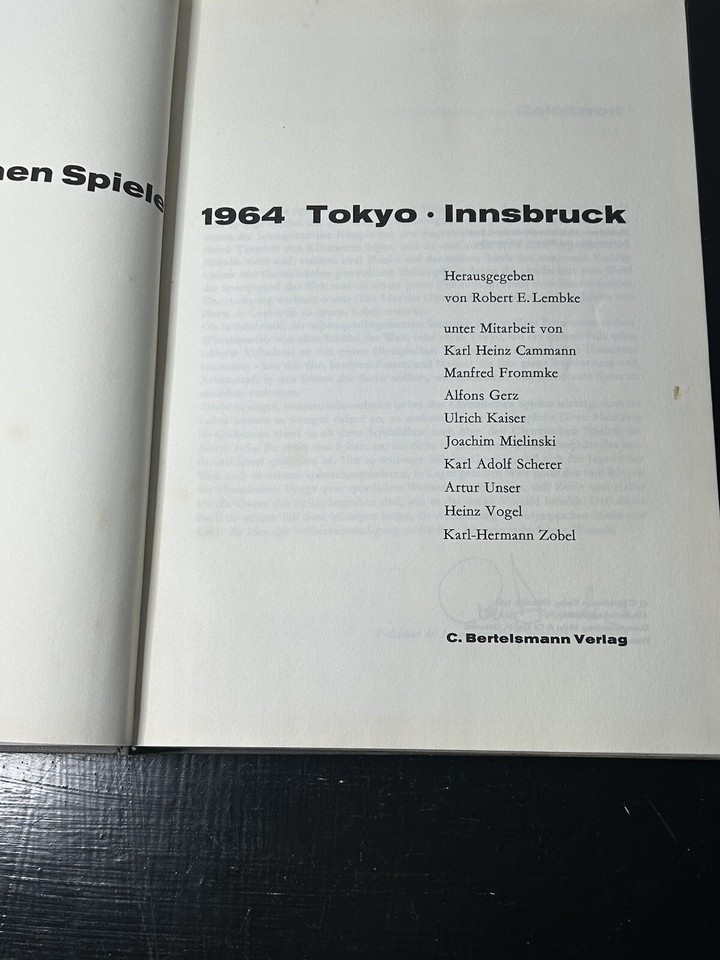 nen Spiele
1964 Tokyo · Innsbruck
Herausgegeben
von Robert E. Lembke
unter Mitarbeit von
Karl Heinz Cammann
Manfred Frommke
Alfons Gerz
Ulrich Kaiser
Joachim Mielinski
Karl Adolf Scherer
Artur Unser
Heinz Vogel
Karl-Hermann Zobel
C. Bertelsmann Verlag